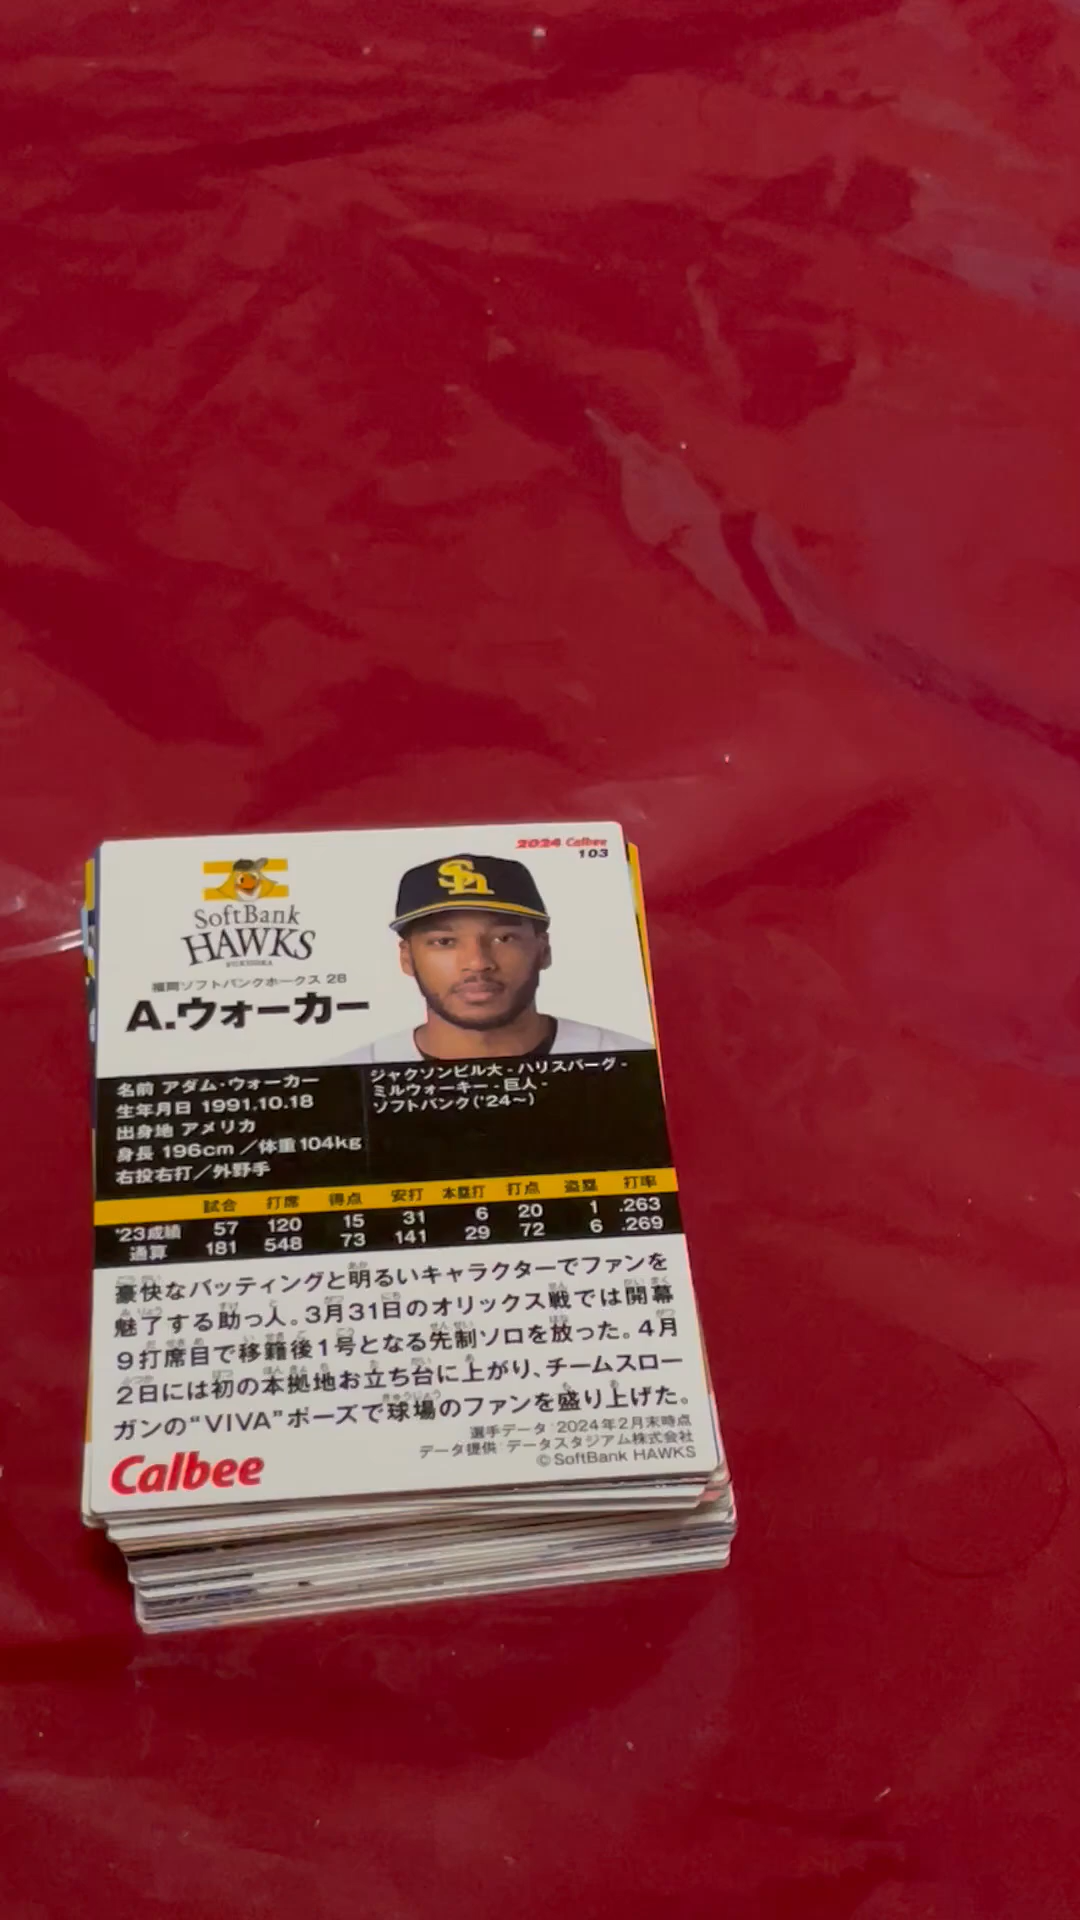 2024 Calbee
103
SoftBank
HAWKS
FUKUOKA
福岡ソフトバンクホークス 28
A.ウォーカー
名前 アダム・ウォーカー
生年月日 1991.10.18
出身地 アメリカ
身長 196cm ／体重104kg
右投右打／外野手
ジャクソンビル大 - ハリスバーグ -
ミルウォーキー - 巨人 -
ソフトバンク('24〜)
試合 打席 得点 安打 本塁打 打点 盗塁 打率
'23成績 57 120 15 31 6 20 1 .263
通算 181 548 73 141 29 72 6 .269
豪快なバッティングと明るいキャラクターでファンを
魅了する助っ人。3月31日のオリックス戦では開幕
9打席目で移籍後1号となる先制ソロを放った。4月
2日には初の本拠地お立ち台に上がり、チームスロー
ガンの“VIVA”ポーズで球場のファンを盛り上げた。
選手データ：2024年2月末時点
データ提供：データスタジアム株式会社
©SoftBank HAWKS
Calbee